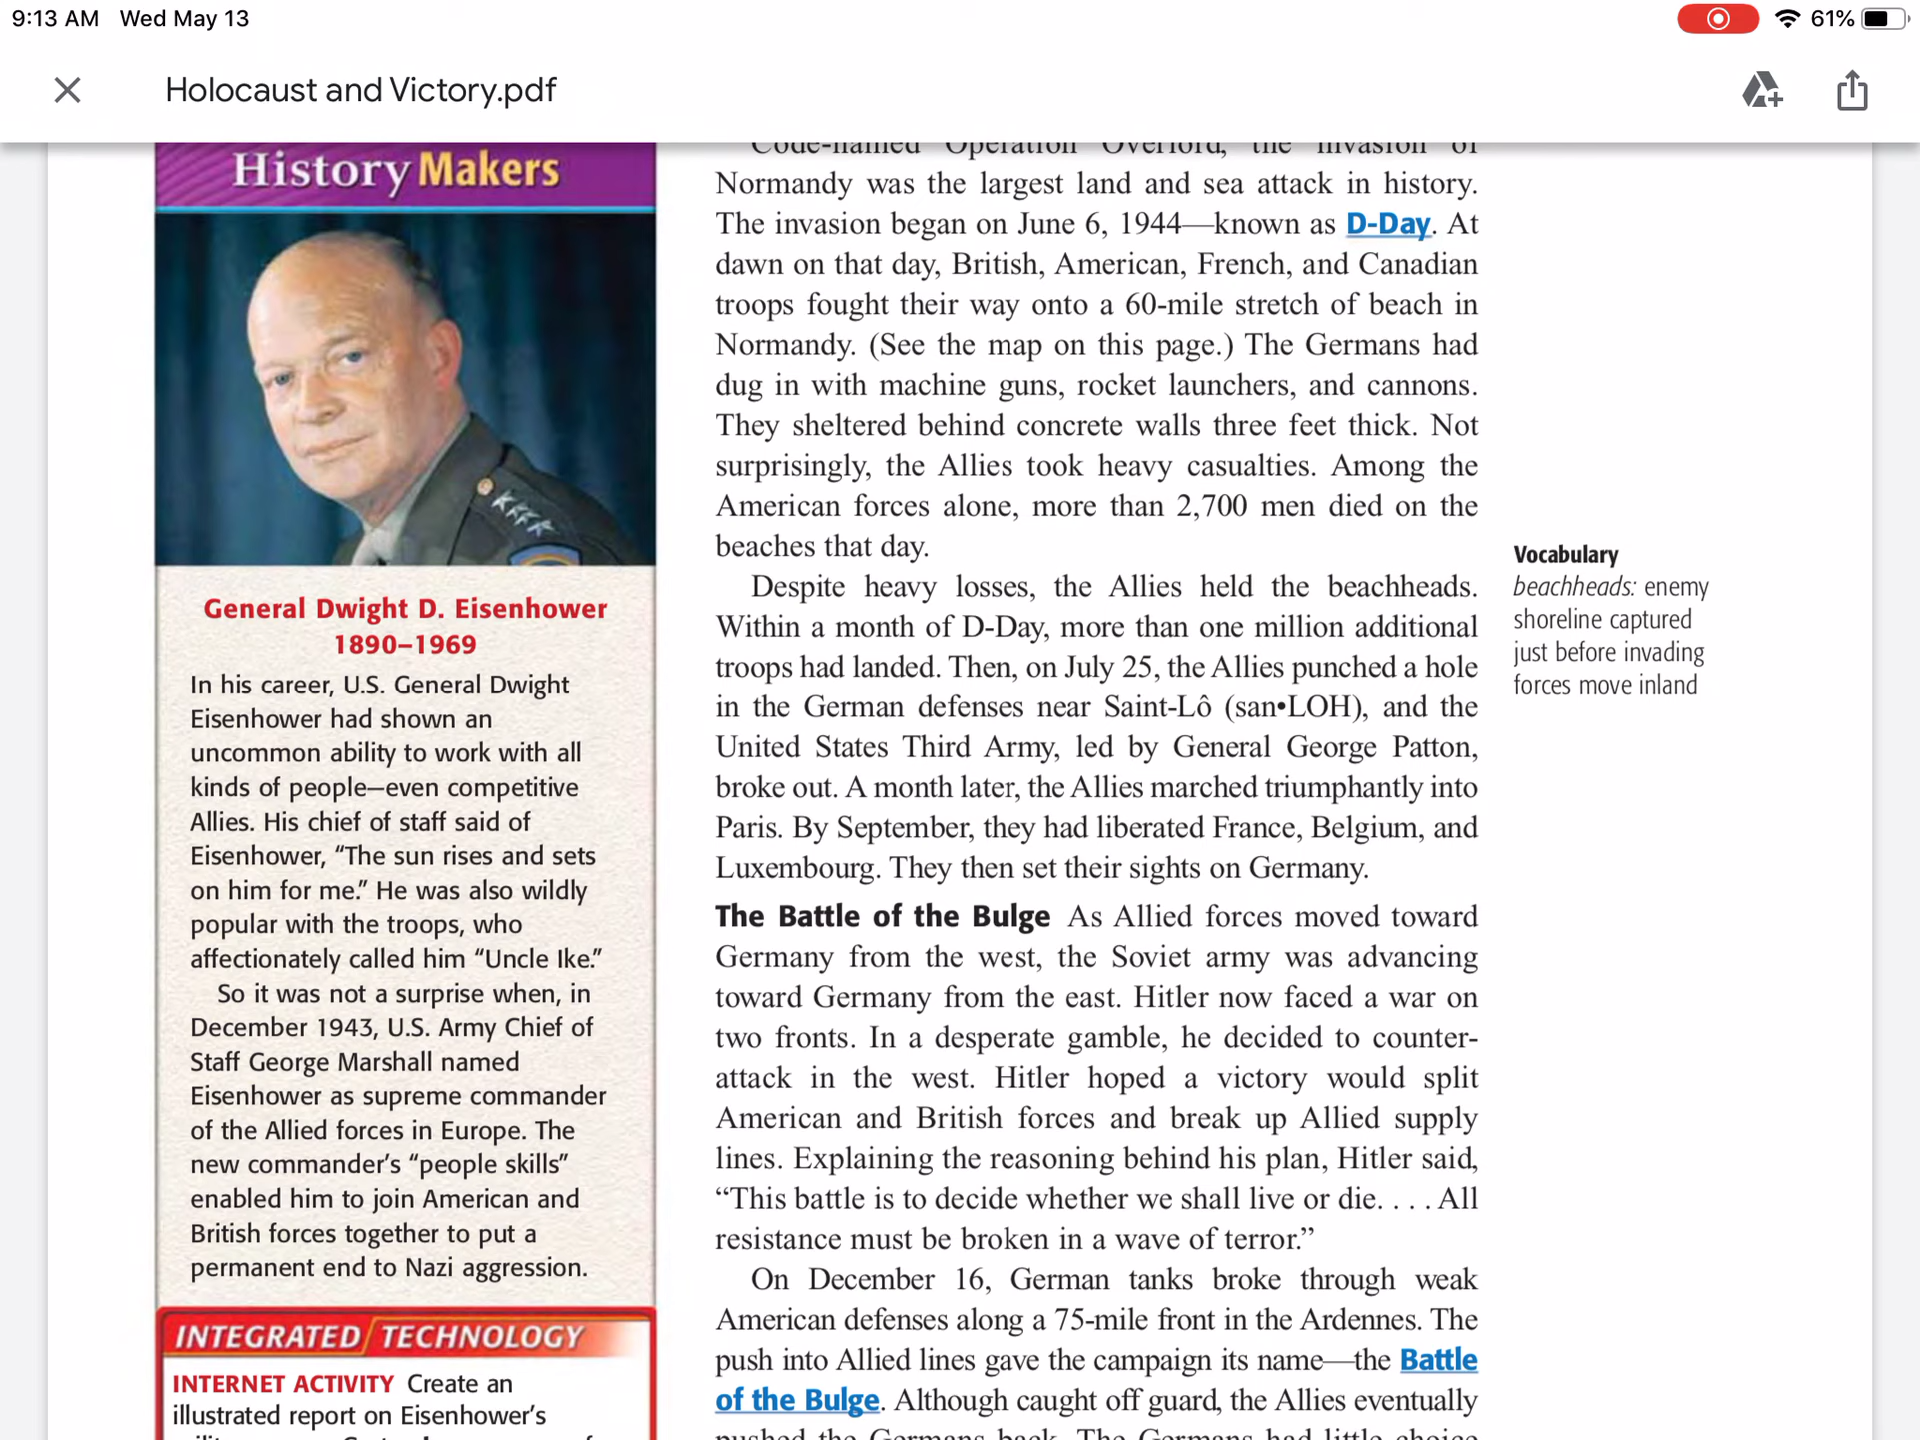 9:13 AM Wed May 13
61%
Holocaust and Victory.pdf
History Makers
General Dwight D. Eisenhower
1890–1969
In his career, U.S. General Dwight
Eisenhower had shown an
uncommon ability to work with all
kinds of people—even competitive
Allies. His chief of staff said of
Eisenhower, “The sun rises and sets
on him for me.” He was also wildly
popular with the troops, who
affectionately called him “Uncle Ike.”
So it was not a surprise when, in
December 1943, U.S. Army Chief of
Staff George Marshall named
Eisenhower as supreme commander
of the Allied forces in Europe. The
new commander’s “people skills”
enabled him to join American and
British forces together to put a
permanent end to Nazi aggression.
INTEGRATED / TECHNOLOGY
INTERNET ACTIVITY Create an
illustrated report on Eisenhower’s
Code-named Operation Overlord, the invasion of
Normandy was the largest land and sea attack in history.
The invasion began on June 6, 1944—known as D-Day. At
dawn on that day, British, American, French, and Canadian
troops fought their way onto a 60-mile stretch of beach in
Normandy. (See the map on this page.) The Germans had
dug in with machine guns, rocket launchers, and cannons.
They sheltered behind concrete walls three feet thick. Not
surprisingly, the Allies took heavy casualties. Among the
American forces alone, more than 2,700 men died on the
beaches that day.
Despite heavy losses, the Allies held the beachheads.
Within a month of D-Day, more than one million additional
troops had landed. Then, on July 25, the Allies punched a hole
in the German defenses near Saint-Lô (san•LOH), and the
United States Third Army, led by General George Patton,
broke out. A month later, the Allies marched triumphantly into
Paris. By September, they had liberated France, Belgium, and
Luxembourg. They then set their sights on Germany.
The Battle of the Bulge As Allied forces moved toward
Germany from the west, the Soviet army was advancing
toward Germany from the east. Hitler now faced a war on
two fronts. In a desperate gamble, he decided to counter-
attack in the west. Hitler hoped a victory would split
American and British forces and break up Allied supply
lines. Explaining the reasoning behind his plan, Hitler said,
“This battle is to decide whether we shall live or die. . . . All
resistance must be broken in a wave of terror.”
On December 16, German tanks broke through weak
American defenses along a 75-mile front in the Ardennes. The
push into Allied lines gave the campaign its name—the Battle
of the Bulge. Although caught off guard, the Allies eventually
pushed the Germans back. The Germans had little choice
Vocabulary
beachheads: enemy
shoreline captured
just before invading
forces move inland